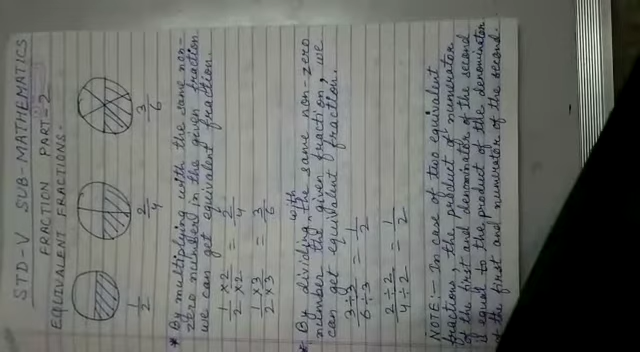 STD-V SUB-MATHEMATICS
FRACTION PART-2
EQUIVALENT FRACTIONS.
1/2 2/4 3/6
* By multiplying with the same non-
zero number in the given fraction
we can get equivalent fraction.
1×2/2×2 = 2/4
1×3/2×3 = 3/6
* By dividing with the same non-zero
number the given fraction, we
can get equivalent fraction.
3÷3/6÷3 = 1/2
2÷2/4÷2 = 1/2
NOTE:- In case of two equivalent
fractions, the product of numerator
of the first and denominator of the second
is equal to the product of the denominator
of the first and numerator of the second.